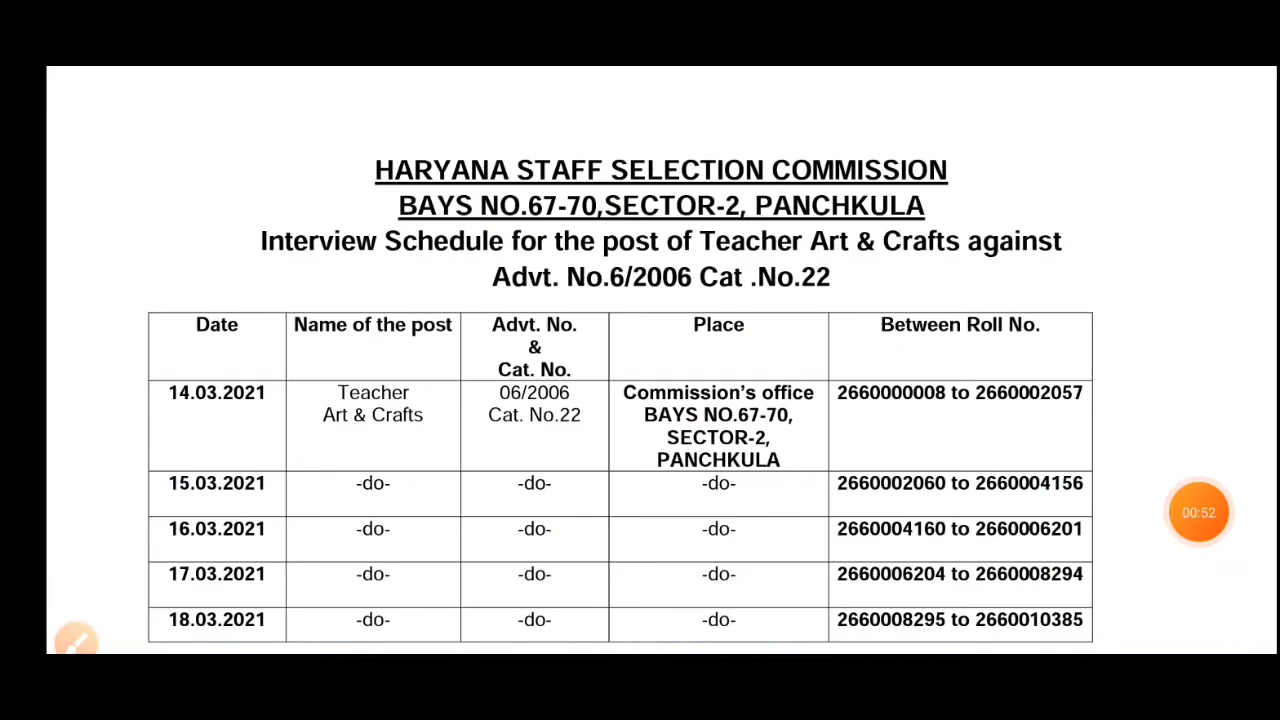 HARYANA STAFF SELECTION COMMISSION
BAYS NO.67-70,SECTOR-2, PANCHKULA
Interview Schedule for the post of Teacher Art & Crafts against
Advt. No.6/2006 Cat .No.22
Date Name of the post Advt. No. & Cat. No. Place Between Roll No.
14.03.2021 Teacher Art & Crafts 06/2006 Cat. No.22 Commission's office BAYS NO.67-70, SECTOR-2, PANCHKULA 2660000008 to 2660002057
15.03.2021 -do- -do- -do- 2660002060 to 2660004156
16.03.2021 -do- -do- -do- 2660004160 to 2660006201
17.03.2021 -do- -do- -do- 2660006204 to 2660008294
18.03.2021 -do- -do- -do- 2660008295 to 2660010385
00:52